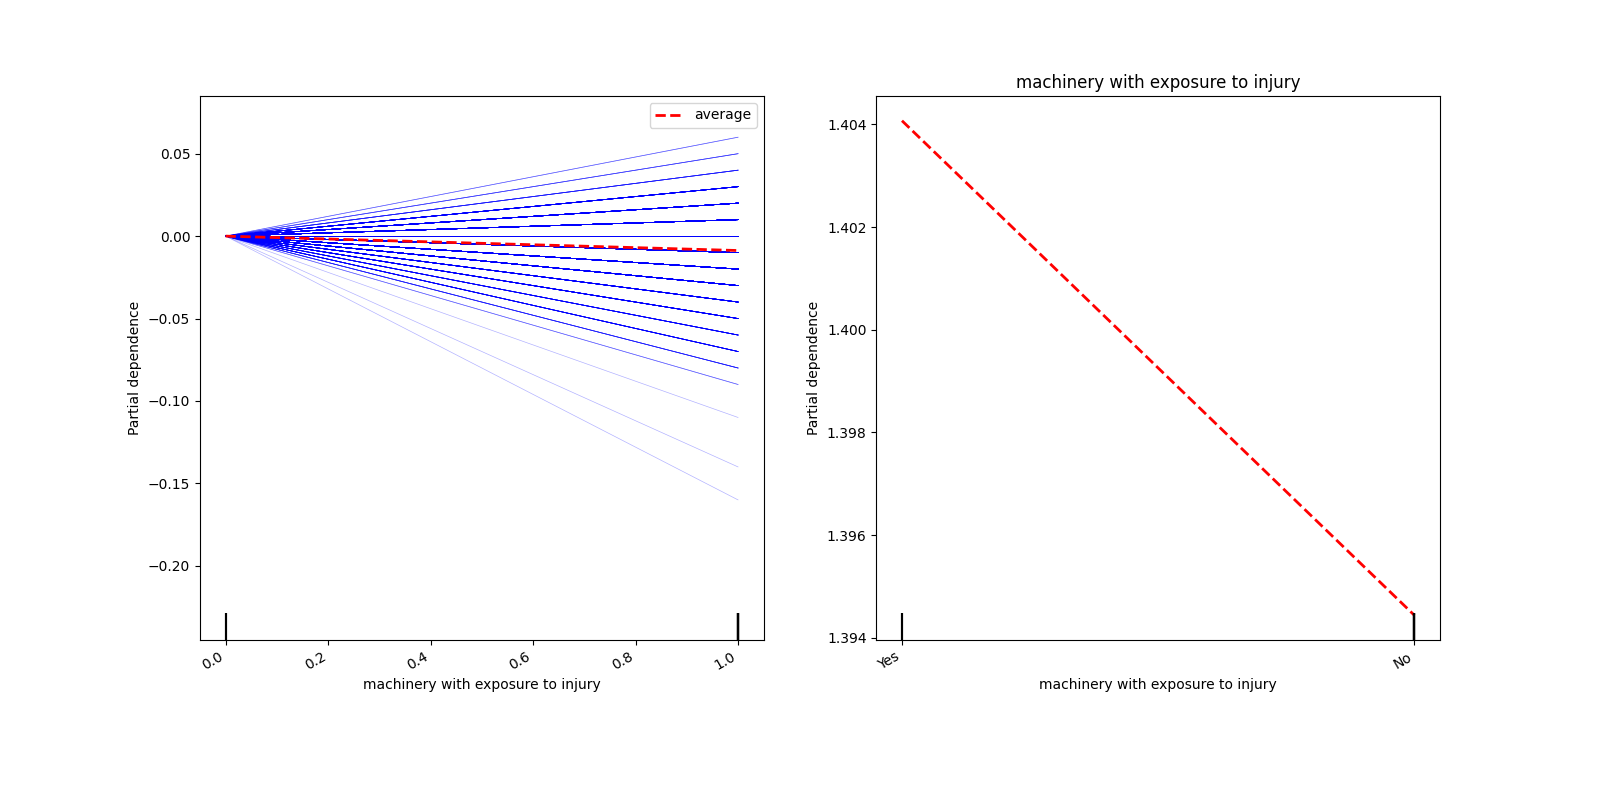 average
0.05
0.00
−0.05
−0.10
−0.15
−0.20
Partial dependence
0.0
0.2
0.4
0.6
0.8
1.0
machinery with exposure to injury
machinery with exposure to injury
1.404
1.402
1.400
1.398
1.396
1.394
Partial dependence
Yes
No
machinery with exposure to injury